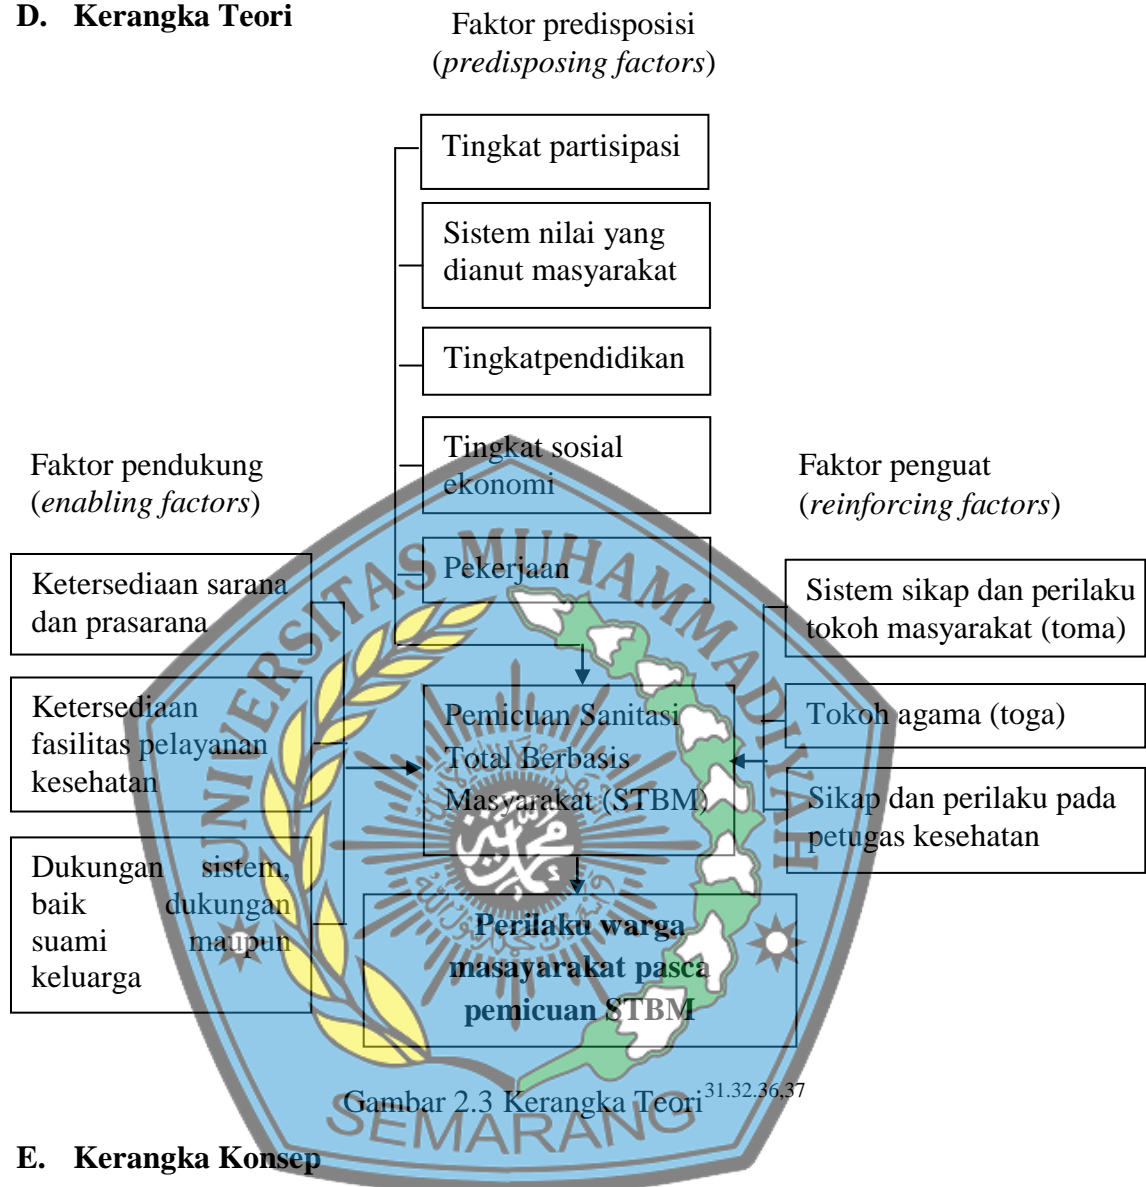 D. Kerangka Teori
Faktor predisposisi
(predisposing factors)
Tingkat partisipasi
Sistem nilai yang
dianut masyarakat
Tingkatpendidikan
Tingkat sosial
ekonomi
Pekerjaan
Faktor pendukung
(enabling factors)
Ketersediaan sarana
dan prasarana
Ketersediaan
fasilitas pelayanan
kesehatan
Dukungan sistem,
baik dukungan
suami maupun
keluarga
Faktor penguat
(reinforcing factors)
Sistem sikap dan perilaku
tokoh masyarakat (toma)
Tokoh agama (toga)
Sikap dan perilaku pada
petugas kesehatan
Pemicuan Sanitasi
Total Berbasis
Masyarakat (STBM)
Perilaku warga
masayarakat pasca
pemicuan STBM
Gambar 2.3 Kerangka Teori31.32.36,37
E. Kerangka Konsep
UNIVERSITAS MUHAMMADIYAH
SEMARANG